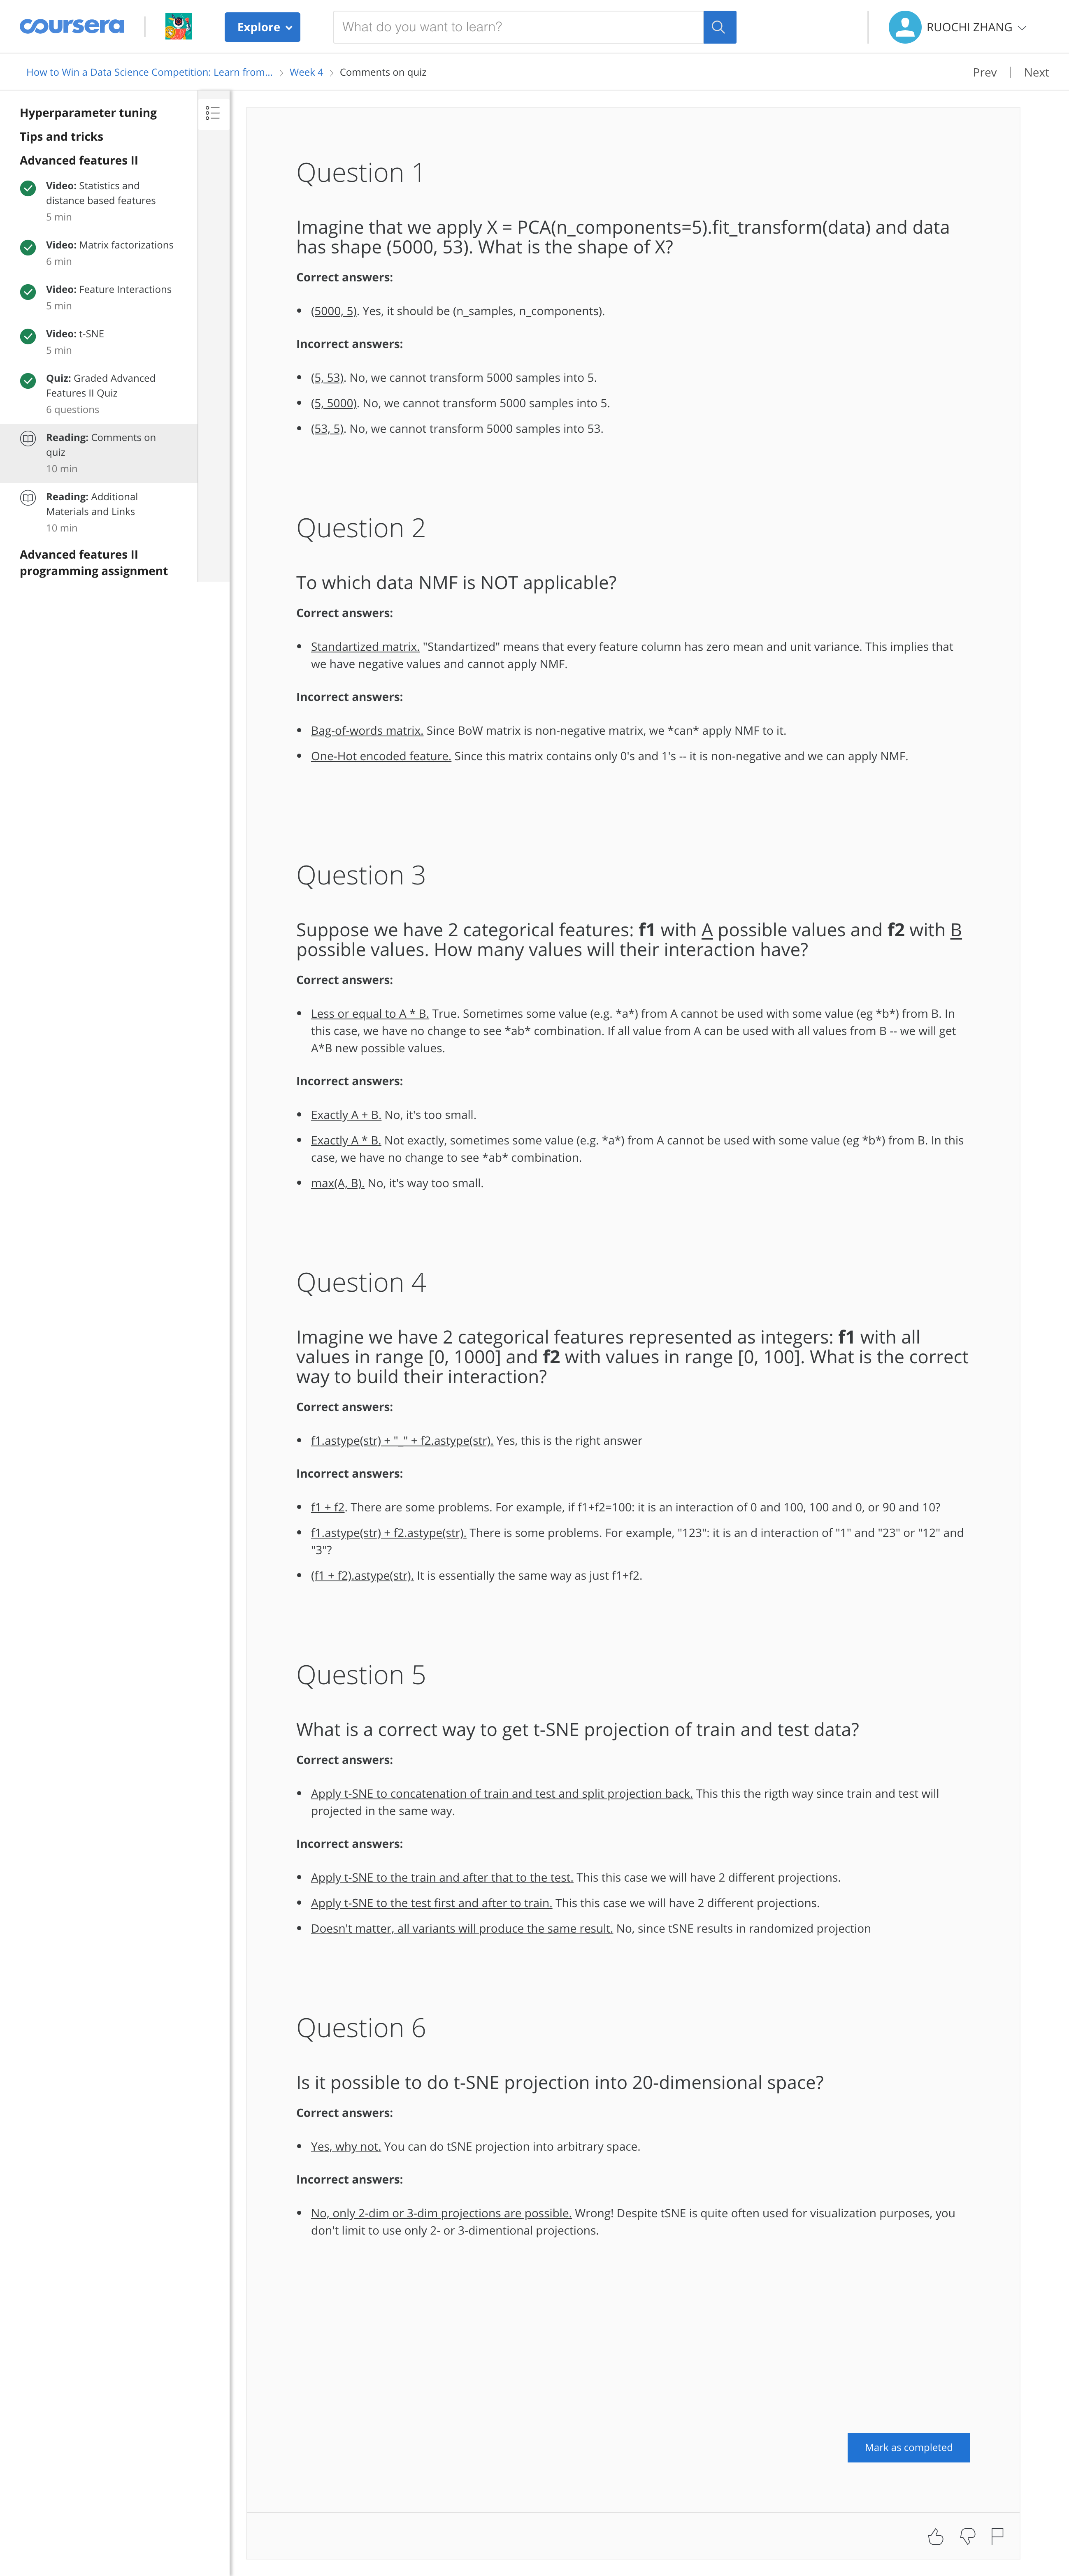 coursera
Explore
What do you want to learn?
RUOCHI ZHANG
How to Win a Data Science Competition: Learn from...
Week 4
Comments on quiz
Prev
Next
Hyperparameter tuning
Tips and tricks
Advanced features II
Video: Statistics and
distance based features
5 min
Video: Matrix factorizations
6 min
Video: Feature Interactions
5 min
Video: t-SNE
5 min
Quiz: Graded Advanced
Features II Quiz
6 questions
Reading: Comments on
quiz
10 min
Reading: Additional
Materials and Links
10 min
Advanced features II
programming assignment
Question 1
Imagine that we apply X = PCA(n_components=5).fit_transform(data) and data
has shape (5000, 53). What is the shape of X?
Correct answers:
• (5000, 5). Yes, it should be (n_samples, n_components).
Incorrect answers:
• (5, 53). No, we cannot transform 5000 samples into 5.
• (5, 5000). No, we cannot transform 5000 samples into 5.
• (53, 5). No, we cannot transform 5000 samples into 53.
Question 2
To which data NMF is NOT applicable?
Correct answers:
• Standartized matrix. "Standartized" means that every feature column has zero mean and unit variance. This implies that
we have negative values and cannot apply NMF.
Incorrect answers:
• Bag-of-words matrix. Since BoW matrix is non-negative matrix, we *can* apply NMF to it.
• One-Hot encoded feature. Since this matrix contains only 0's and 1's -- it is non-negative and we can apply NMF.
Question 3
Suppose we have 2 categorical features: f1 with A possible values and f2 with B
possible values. How many values will their interaction have?
Correct answers:
• Less or equal to A * B. True. Sometimes some value (e.g. *a*) from A cannot be used with some value (eg *b*) from B. In
this case, we have no change to see *ab* combination. If all value from A can be used with all values from B -- we will get
A*B new possible values.
Incorrect answers:
• Exactly A + B. No, it's too small.
• Exactly A * B. Not exactly, sometimes some value (e.g. *a*) from A cannot be used with some value (eg *b*) from B. In this
case, we have no change to see *ab* combination.
• max(A, B). No, it's way too small.
Question 4
Imagine we have 2 categorical features represented as integers: f1 with all
values in range [0, 1000] and f2 with values in range [0, 100]. What is the correct
way to build their interaction?
Correct answers:
• f1.astype(str) + "_" + f2.astype(str). Yes, this is the right answer
Incorrect answers:
• f1 + f2. There are some problems. For example, if f1+f2=100: it is an interaction of 0 and 100, 100 and 0, or 90 and 10?
• f1.astype(str) + f2.astype(str). There is some problems. For example, "123": it is an d interaction of "1" and "23" or "12" and
"3"?
• (f1 + f2).astype(str). It is essentially the same way as just f1+f2.
Question 5
What is a correct way to get t-SNE projection of train and test data?
Correct answers:
• Apply t-SNE to concatenation of train and test and split projection back. This this the rigth way since train and test will
projected in the same way.
Incorrect answers:
• Apply t-SNE to the train and after that to the test. This this case we will have 2 different projections.
• Apply t-SNE to the test first and after to train. This this case we will have 2 different projections.
• Doesn't matter, all variants will produce the same result. No, since tSNE results in randomized projection
Question 6
Is it possible to do t-SNE projection into 20-dimensional space?
Correct answers:
• Yes, why not. You can do tSNE projection into arbitrary space.
Incorrect answers:
• No, only 2-dim or 3-dim projections are possible. Wrong! Despite tSNE is quite often used for visualization purposes, you
don't limit to use only 2- or 3-dimentional projections.
Mark as completed